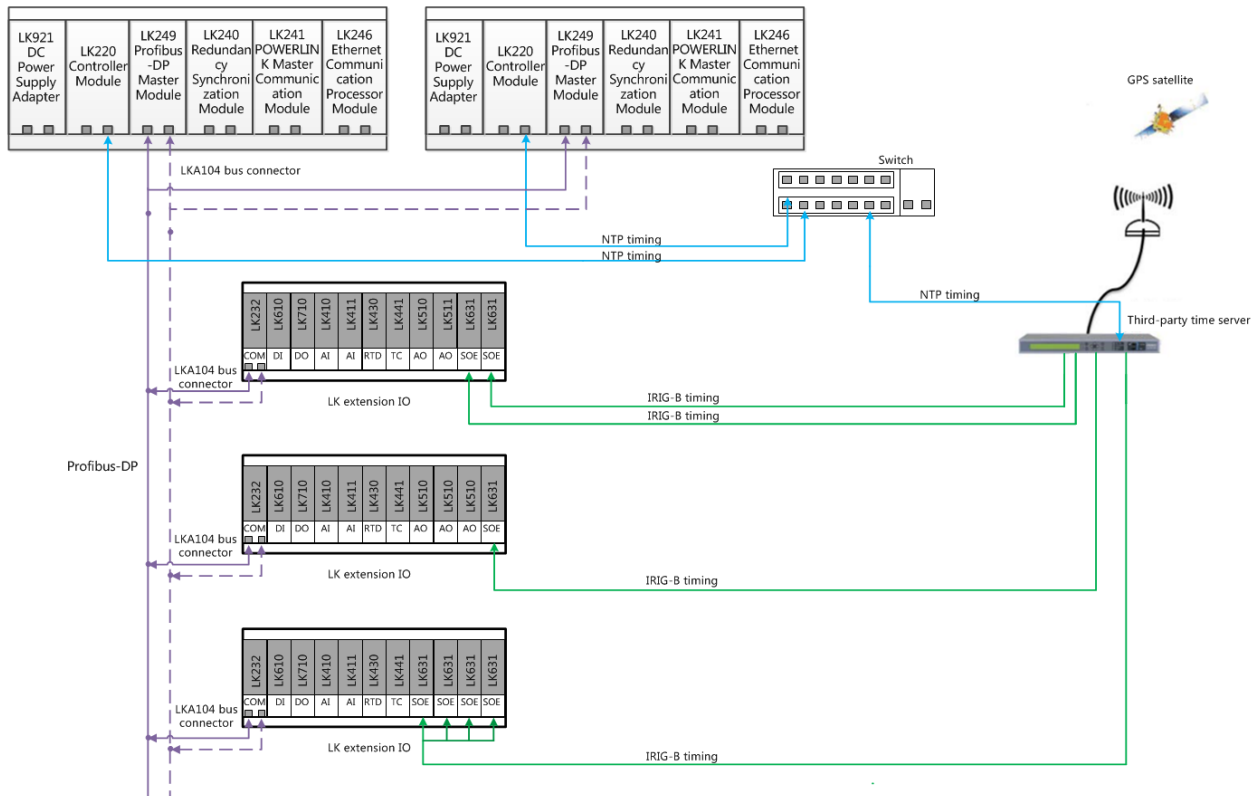 LK921
DC
Power
Supply
Adapter
LK220
Controller
Module
LK249
Profibus
-DP
Master
Module
LK240
Redundan
cy
Synchroni
zation
Module
LK241
POWERLIN
K Master
Communic
ation
Module
LK246
Ethernet
Communi
cation
Processor
Module
LK921
DC
Power
Supply
Adapter
LK220
Controller
Module
LK249
Profibus
-DP
Master
Module
LK240
Redundan
cy
Synchroni
zation
Module
LK241
POWERLIN
K Master
Communic
ation
Module
LK246
Ethernet
Communi
cation
Processor
Module
GPS satellite
Switch
LKA104 bus connector
NTP timing
NTP timing
NTP timing
Third-party time server
LK232
LK610
LK710
LK410
LK411
LK430
LK441
LK510
LK511
LK631
LK631
COM DI DO AI AI RTD TC AO AO SOE SOE
LKA104 bus
connector
LK extension IO
IRIG-B timing
IRIG-B timing
Profibus-DP
LK232
LK610
LK710
LK410
LK411
LK430
LK441
LK510
LK510
LK510
LK631
COM DI DO AI AI RTD TC AO AO AO SOE
LKA104 bus
connector
LK extension IO
IRIG-B timing
LK232
LK610
LK710
LK410
LK411
LK430
LK441
LK631
LK631
LK631
LK631
COM DI DO AI AI RTD TC SOE SOE SOE SOE
LKA104 bus
connector
LK extension IO
IRIG-B timing